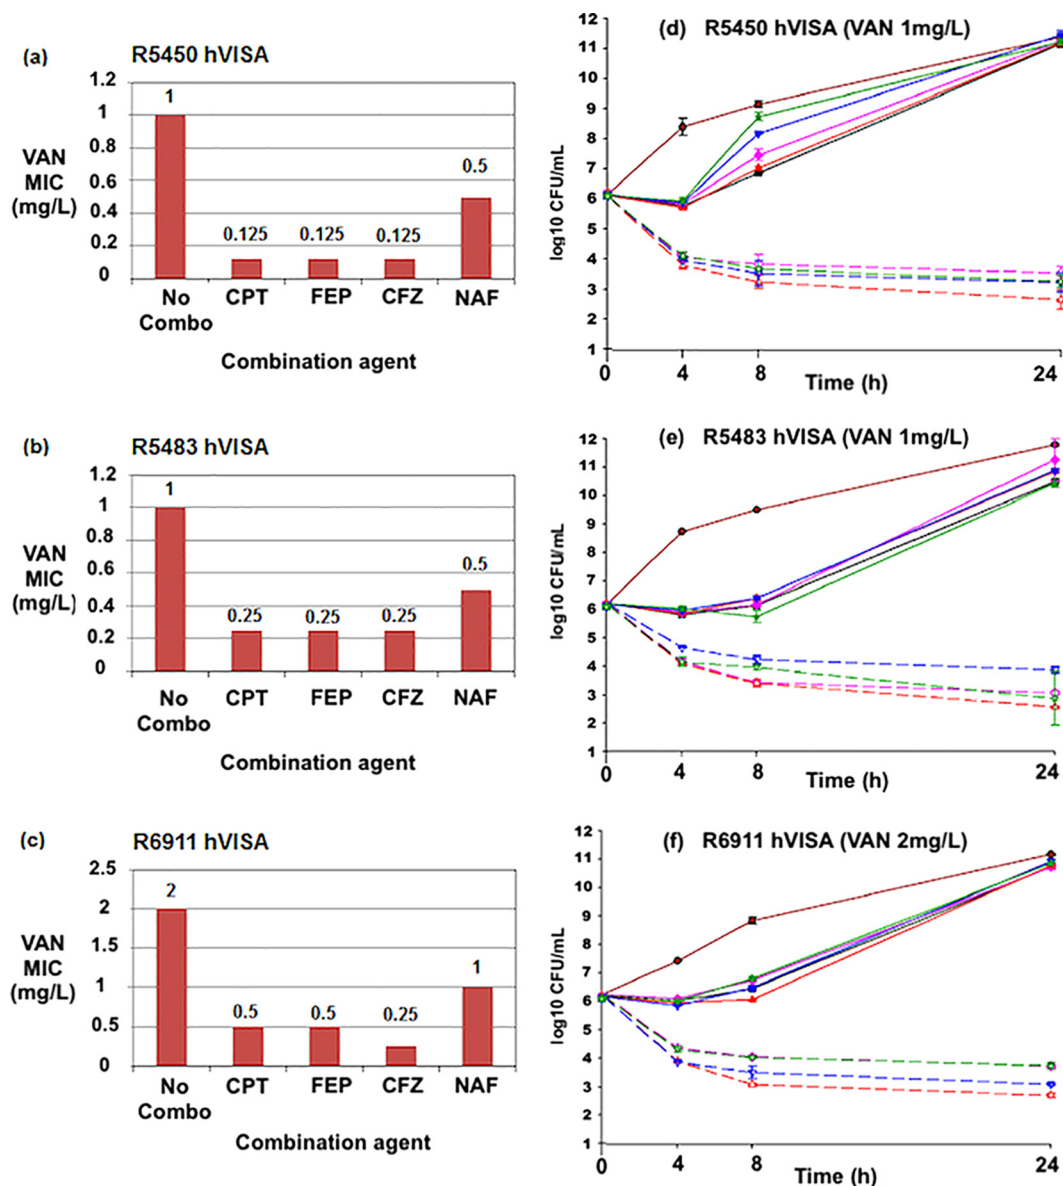 (a) R5450 hVISA
1.2
1
0.8
0.6
0.4
0.2
0
VAN
MIC
(mg/L)
1
0.125
0.125
0.125
0.5
No
Combo
CPT
FEP
CFZ
NAF
Combination agent
(d) R5450 hVISA (VAN 1mg/L)
12
11
10
9
8
7
6
5
4
3
2
1
log10 CFU/mL
0
4
8
24
Time (h)
(b) R5483 hVISA
1.2
1
0.8
0.6
0.4
0.2
0
VAN
MIC
(mg/L)
1
0.25
0.25
0.25
0.5
No
Combo
CPT
FEP
CFZ
NAF
Combination agent
(e) R5483 hVISA (VAN 1mg/L)
12
11
10
9
8
7
6
5
4
3
2
1
log10 CFU/mL
0
4
8
24
Time (h)
(c) R6911 hVISA
2.5
2
1.5
1
0.5
0
VAN
MIC
(mg/L)
2
0.5
0.5
0.25
1
No
Combo
CPT
FEP
CFZ
NAF
Combination agent
(f) R6911 hVISA (VAN 2mg/L)
12
11
10
9
8
7
6
5
4
3
2
1
log10 CFU/mL
0
4
8
24
Time (h)